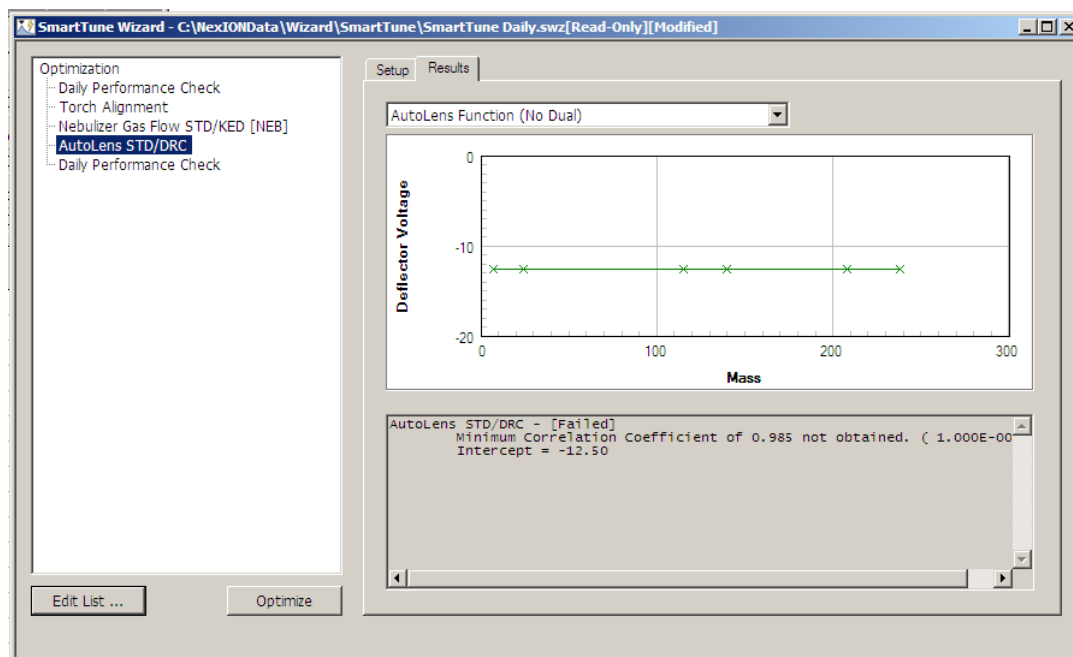 SmartTune Wizard - C:\NexIONData\Wizard\SmartTune\SmartTune Daily.swz[Read-Only][Modified]
Optimization
Daily Performance Check
Torch Alignment
Nebulizer Gas Flow STD/KED [NEB]
AutoLens STD/DRC
Daily Performance Check
Edit List ...
Optimize
Setup
Results
AutoLens Function (No Dual)
Deflector Voltage
0
-10
-20
0
100
200
300
Mass
AutoLens STD/DRC - [Failed]
Minimum Correlation Coefficient of 0.985 not obtained. ( 1.000E-00
Intercept = -12.50